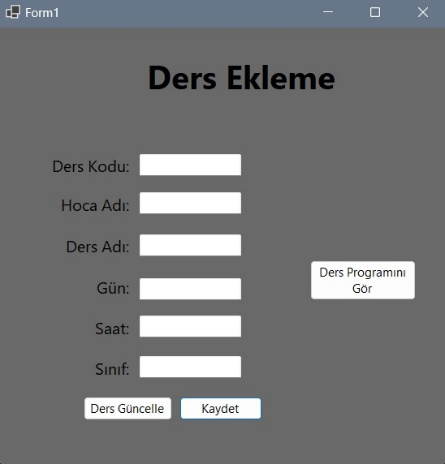 Form1
Ders Ekleme
Ders Kodu:
Hoca Adı:
Ders Adı:
Gün:
Saat:
Sınıf:
Ders Programını
Gör
Ders Güncelle
Kaydet